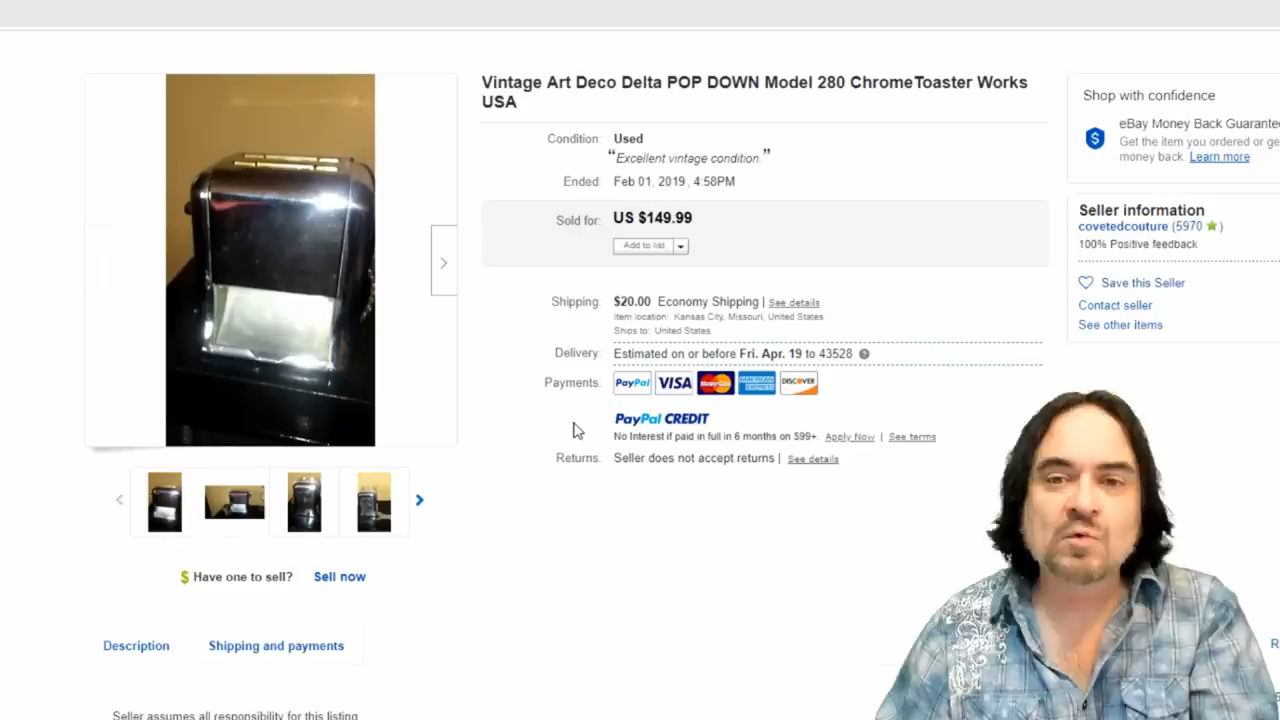 Vintage Art Deco Delta POP DOWN Model 280 ChromeToaster Works
USA
Condition: Used
“Excellent vintage condition.”
Ended: Feb 01, 2019 , 4:58PM
Sold for: US $149.99
Add to list
Shipping: $20.00 Economy Shipping | See details
Item location: Kansas City, Missouri, United States
Ships to: United States
Delivery: Estimated on or before Fri. Apr. 19 to 43528
Payments: PayPal VISA MasterCard AMERICAN EXPRESS DISCOVER
PayPal CREDIT
No Interest if paid in full in 6 months on $99+. Apply Now | See terms
Returns: Seller does not accept returns | See details
Shop with confidence
eBay Money Back Guarante
Get the item you ordered or ge
money back. Learn more
Seller information
covetedcouture (5970 )
100% Positive feedback
Save this Seller
Contact seller
See other items
$ Have one to sell? Sell now
Description Shipping and payments
Seller assumes all responsibility for this listing